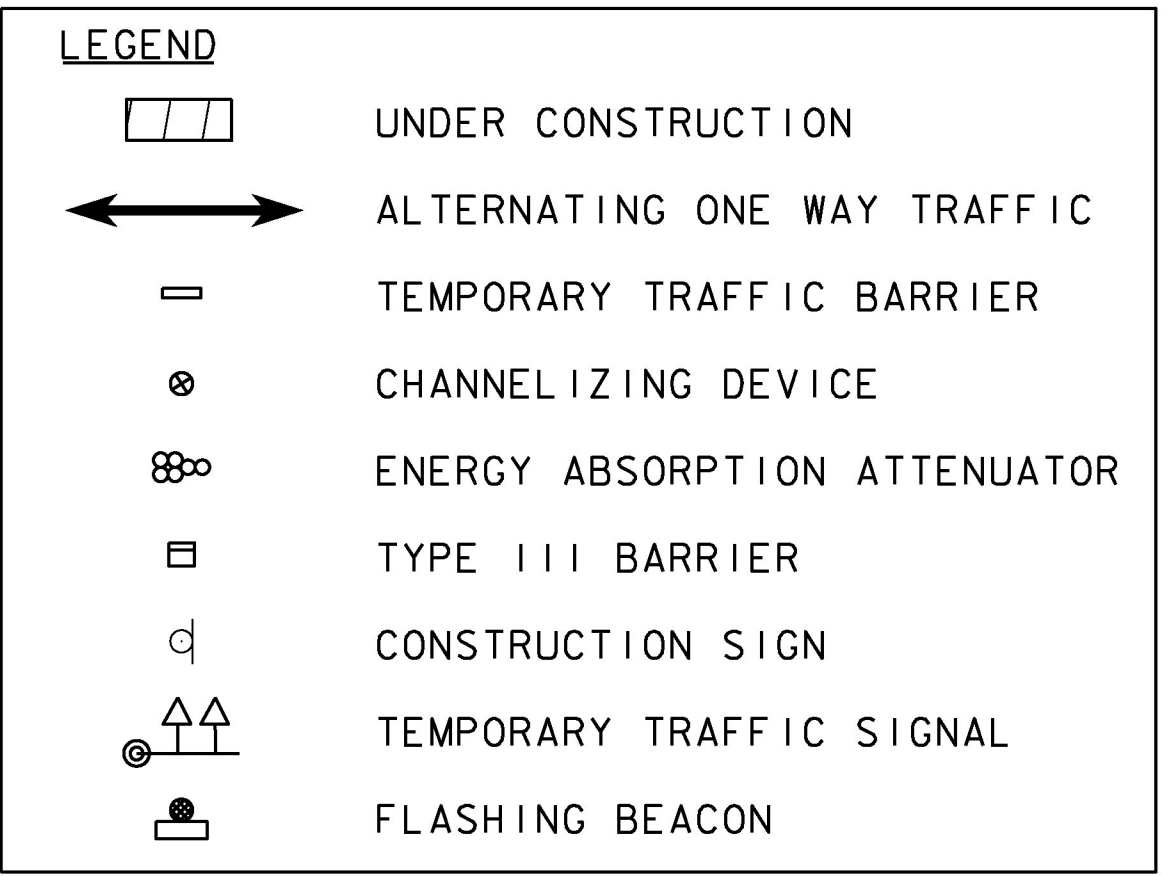 LEGEND
UNDER CONSTRUCTION
ALTERNATING ONE WAY TRAFFIC
TEMPORARY TRAFFIC BARRIER
CHANNELIZING DEVICE
ENERGY ABSORPTION ATTENUATOR
TYPE III BARRIER
CONSTRUCTION SIGN
TEMPORARY TRAFFIC SIGNAL
FLASHING BEACON